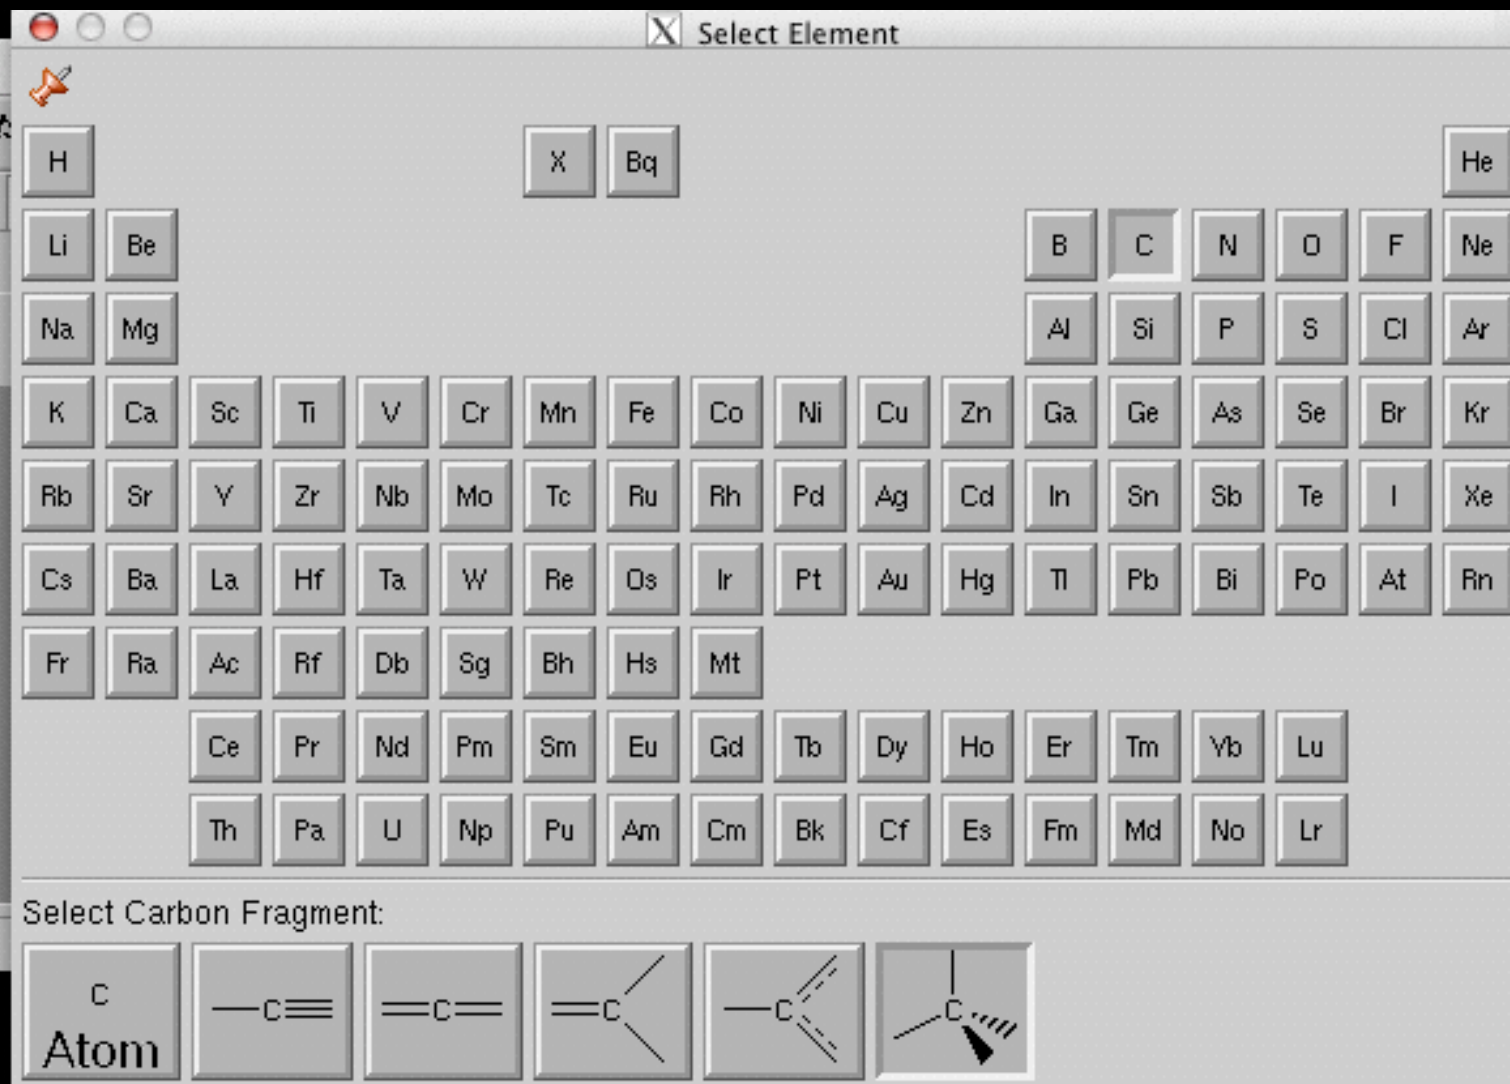 X Select Element
H X Bq He
Li Be B C N O F Ne
Na Mg Al Si P S Cl Ar
K Ca Sc Ti V Cr Mn Fe Co Ni Cu Zn Ga Ge As Se Br Kr
Rb Sr Y Zr Nb Mo Tc Ru Rh Pd Ag Cd In Sn Sb Te I Xe
Cs Ba La Hf Ta W Re Os Ir Pt Au Hg Tl Pb Bi Po At Rn
Fr Ra Ac Rf Db Sg Bh Hs Mt
Ce Pr Nd Pm Sm Eu Gd Tb Dy Ho Er Tm Yb Lu
Th Pa U Np Pu Am Cm Bk Cf Es Fm Md No Lr
Select Carbon Fragment:
C C C C C C
Atom